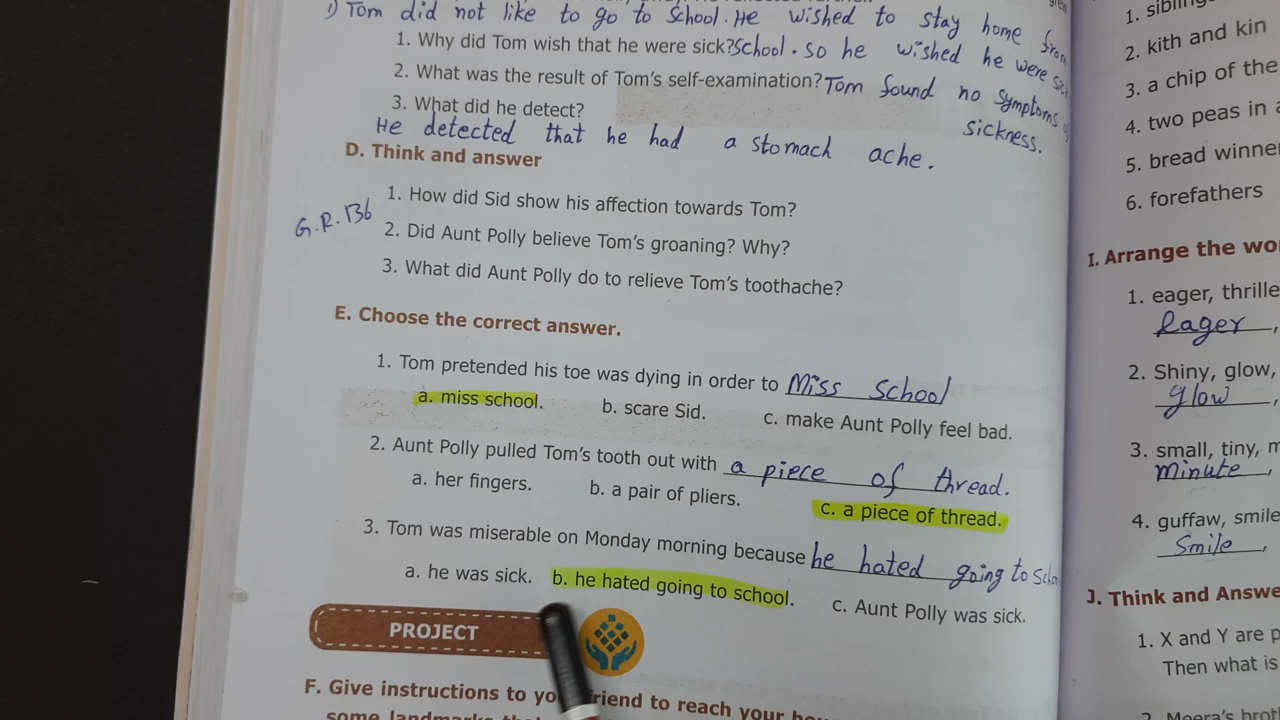 1) Tom did not like to go to School. He wished to stay home from
1. Why did Tom wish that he were sick? School. so he wished he were sick
2. What was the result of Tom's self-examination? Tom found no symptoms of
sickness.
3. What did he detect?
He detected that he had a stomach ache.
D. Think and answer
1. How did Sid show his affection towards Tom?
G.R. 136
2. Did Aunt Polly believe Tom's groaning? Why?
3. What did Aunt Polly do to relieve Tom's toothache?
E. Choose the correct answer.
1. Tom pretended his toe was dying in order to Miss School
a. miss school. b. scare Sid. c. make Aunt Polly feel bad.
2. Aunt Polly pulled Tom's tooth out with a piece of thread.
a. her fingers. b. a pair of pliers. c. a piece of thread.
3. Tom was miserable on Monday morning because he hated going to Scho
a. he was sick. b. he hated going to school. c. Aunt Polly was sick.
PROJECT
F. Give instructions to you friend to reach your
some landmarks
1. sibling
2. kith and kin
3. a chip of the
4. two peas in a
5. bread winne
6. forefathers
I. Arrange the wo
1. eager, thrille
Eager,
2. Shiny, glow,
glow,
3. small, tiny, m
minute,
4. guffaw, smile
Smile,
J. Think and Answe
1. X and Y are p
Then what is
2. Meera's brot